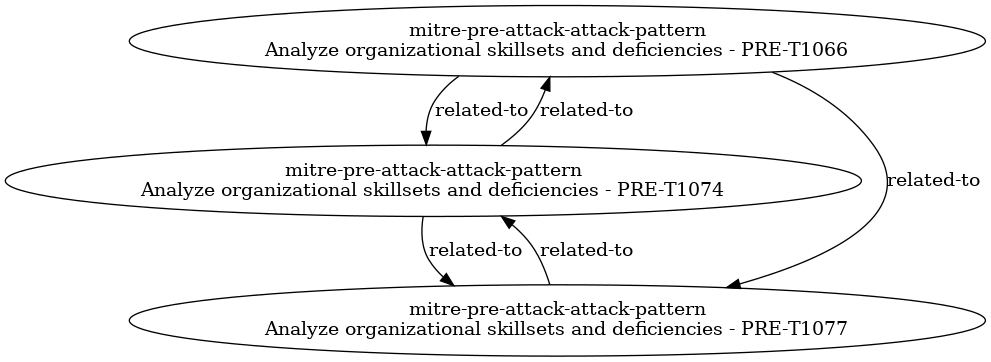 mitre-pre-attack-attack-pattern
Analyze organizational skillsets and deficiencies - PRE-T1066
related-to
related-to
mitre-pre-attack-attack-pattern
Analyze organizational skillsets and deficiencies - PRE-T1074
related-to
related-to
related-to
mitre-pre-attack-attack-pattern
Analyze organizational skillsets and deficiencies - PRE-T1077